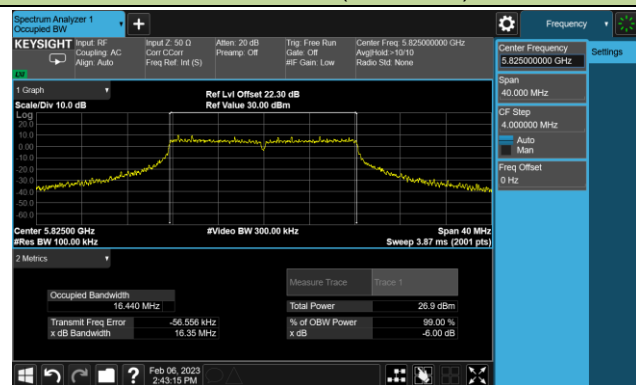 Spectrum Analyzer 1
Occupied BW
Frequency
KEYSIGHT
Input: RF
Coupling: AC
Align: Auto
Input Z: 50 Ω
Corr CCorr
Freq Ref: Int (S)
Atten: 20 dB
Preamp: Off
Trig: Free Run
Gate: Off
#IF Gain: Low
Center Freq: 5.825000000 GHz
Avg|Hold:>10/10
Radio Std: None
Center Frequency
5.825000000 GHz
Settings
Span
40.000 MHz
CF Step
4.000000 MHz
Auto
Man
Freq Offset
0 Hz
1 Graph
Scale/Div 10.0 dB
Ref Lvl Offset 22.30 dB
Ref Value 30.00 dBm
Log
20.0
10.0
0.00
-10.0
-20.0
-30.0
-40.0
-50.0
-60.0
Center 5.82500 GHz
#Res BW 100.00 kHz
#Video BW 300.00 kHz
Span 40 MHz
Sweep 3.87 ms (2001 pts)
2 Metrics
Measure Trace
Trace 1
Occupied Bandwidth
16.440 MHz
Total Power
26.9 dBm
Transmit Freq Error
-56.556 kHz
% of OBW Power
99.00 %
x dB Bandwidth
16.35 MHz
x dB
-6.00 dB
Feb 06, 2023
2:43:15 PM